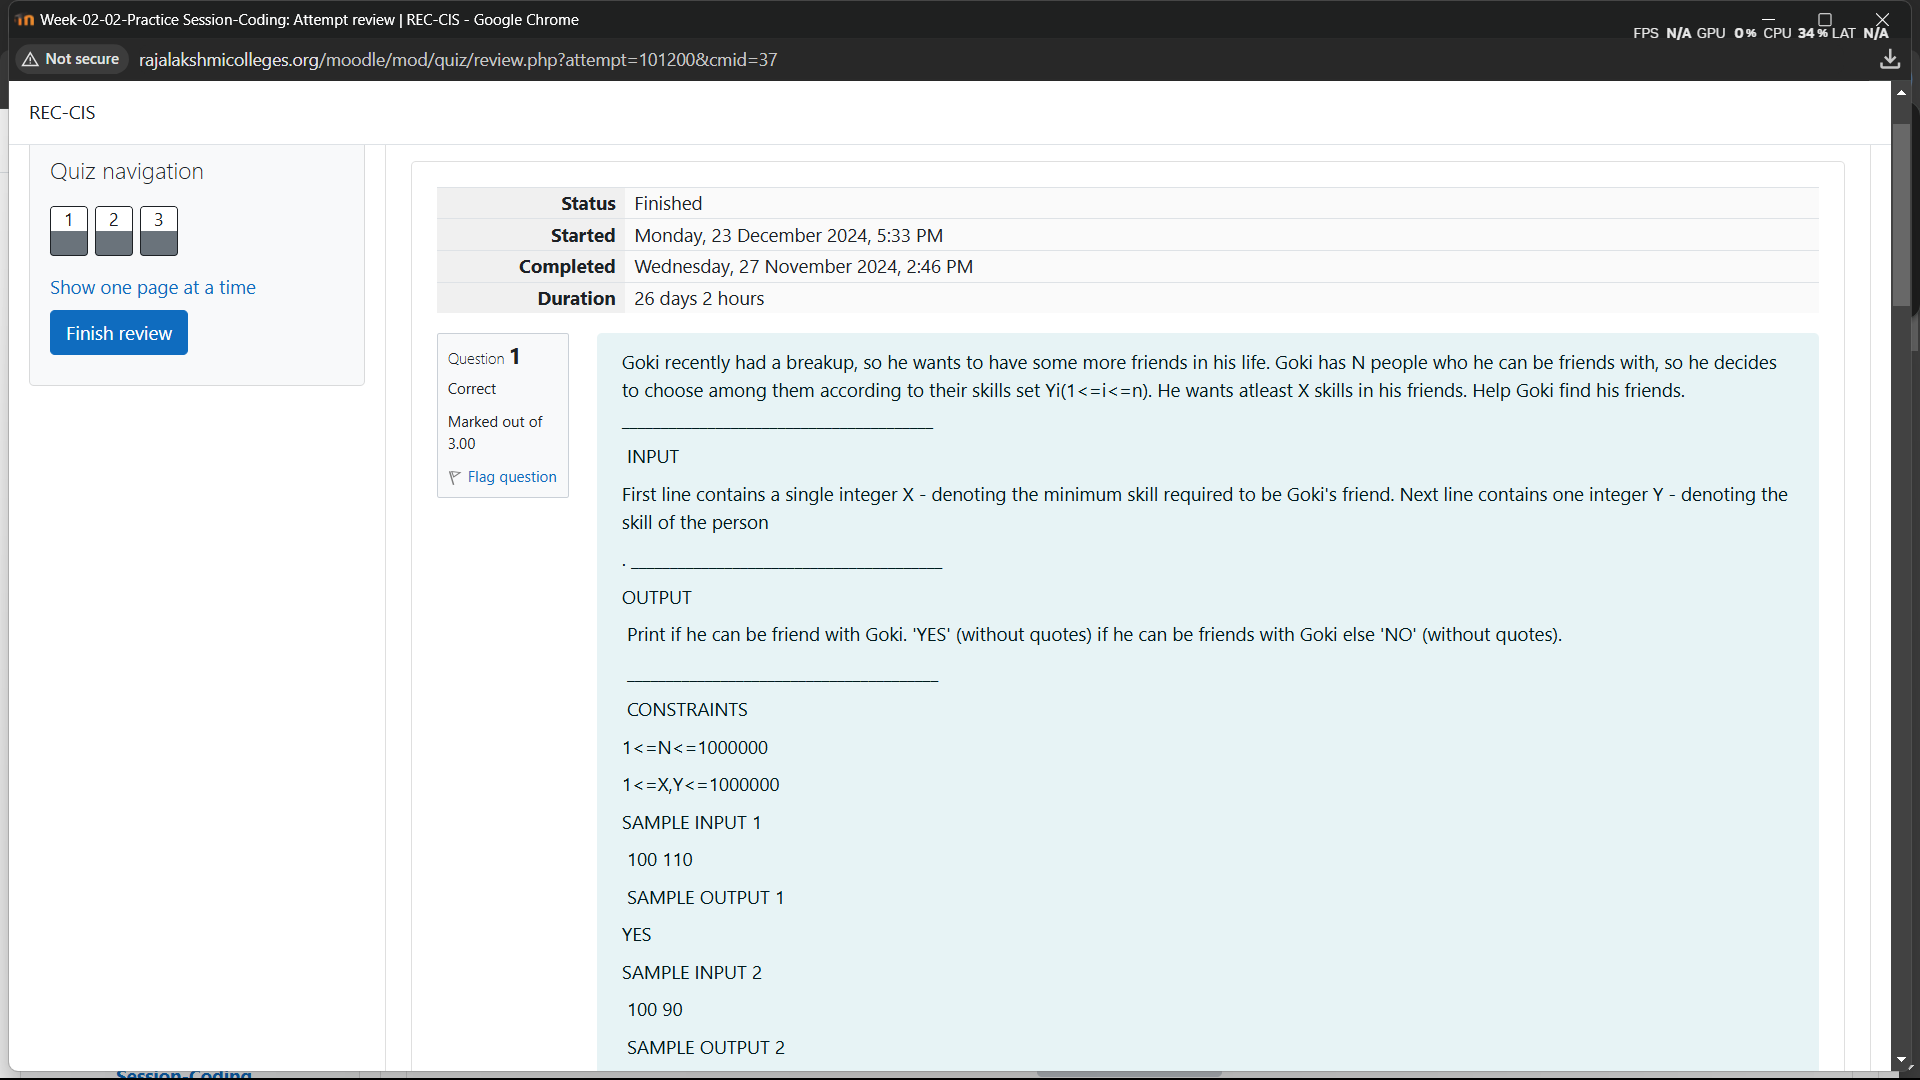 Week-02-02-Practice Session-Coding: Attempt review | REC-CIS - Google Chrome
FPS N/A GPU 0% CPU 34% LAT N/A
Not secure
rajalakshmicolleges.org/moodle/mod/quiz/review.php?attempt=101200&cmid=37
REC-CIS
Quiz navigation
1 2 3
Show one page at a time
Finish review
Status Finished
Started Monday, 23 December 2024, 5:33 PM
Completed Wednesday, 27 November 2024, 2:46 PM
Duration 26 days 2 hours
Question 1
Correct
Marked out of
3.00
Flag question
Goki recently had a breakup, so he wants to have some more friends in his life. Goki has N people who he can be friends with, so he decides
to choose among them according to their skills set Yi(1<=i<=n). He wants atleast X skills in his friends. Help Goki find his friends.
________________________________________
INPUT
First line contains a single integer X - denoting the minimum skill required to be Goki's friend. Next line contains one integer Y - denoting the
skill of the person
. ________________________________________
OUTPUT
Print if he can be friend with Goki. 'YES' (without quotes) if he can be friends with Goki else 'NO' (without quotes).
________________________________________
CONSTRAINTS
1<=N<=1000000
1<=X,Y<=1000000
SAMPLE INPUT 1
100 110
SAMPLE OUTPUT 1
YES
SAMPLE INPUT 2
100 90
SAMPLE OUTPUT 2
Session-Coding